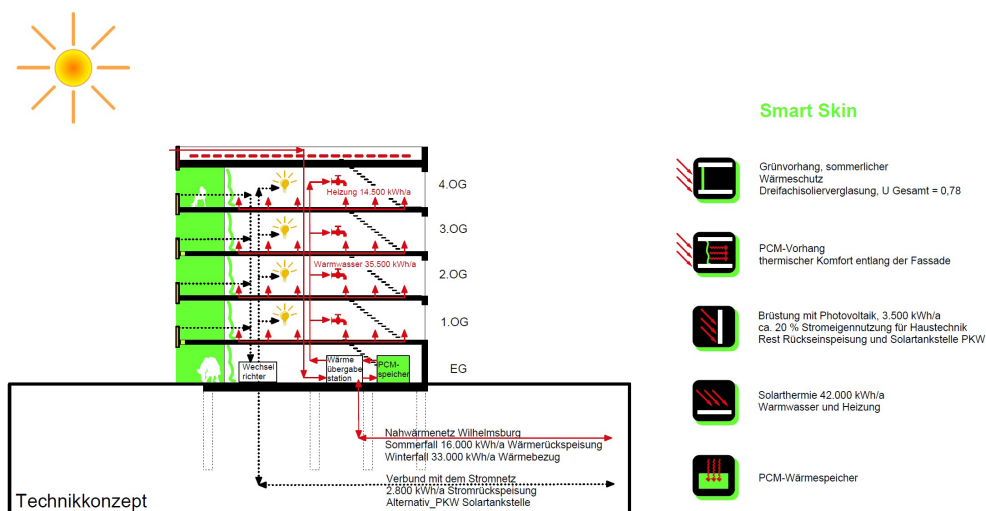 Smart Skin
Grünvorhang, sommerlicher
Wärmeschutz
Dreifachisolierverglasung, U Gesamt = 0,78
4.OG
Heizung 14.500 kWh/a
3.OG
PCM-Vorhang
thermischer Komfort entlang der Fassade
Warmwasser 35.500 kWh/a
2.OG
1.OG
Brüstung mit Photovoltaik, 3.500 kWh/a
ca. 20 % Stromeigennutzung für Haustechnik
Rest Rückseinspeisung und Solartankstelle PKW
Wechsel
richter
Wärme
übergabe
station
PCM-
speicher
EG
Solarthermie 42.000 kWh/a
Warmwasser und Heizung
Nahwärmenetz Wilhelmsburg
Sommerfall 16.000 kWh/a Wärmerückspeisung
Winterfall 33.000 kWh/a Wärmebezug
PCM-Wärmespeicher
Verbund mit dem Stromnetz
2.800 kWh/a Stromrückspeisung
Alternativ_PKW Solartankstelle
Technikkonzept